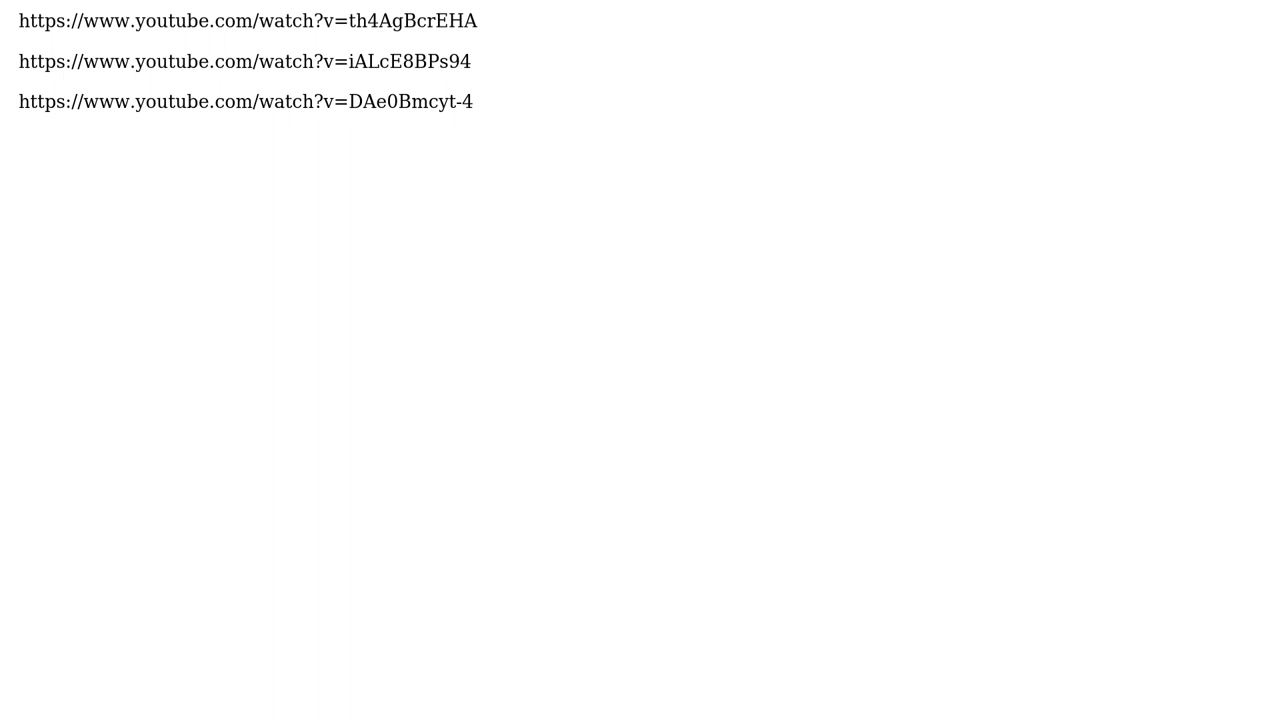 https://www.youtube.com/watch?v=th4AgBcrEHA
https://www.youtube.com/watch?v=iALcE8BPs94
https://www.youtube.com/watch?v=DAe0Bmcyt-4